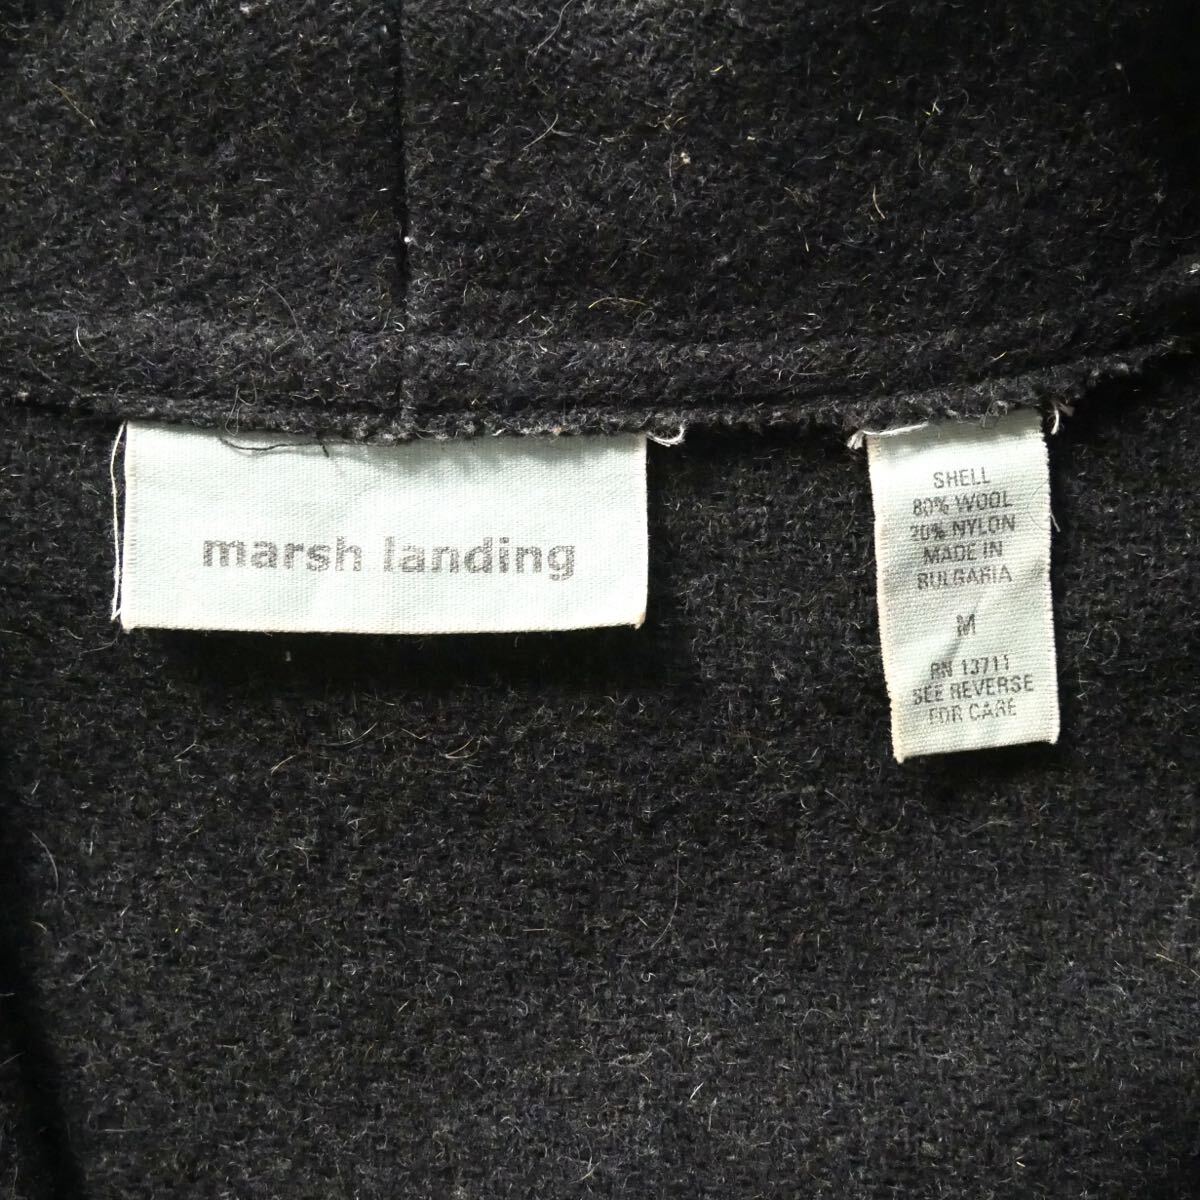 marsh landing
SHELL
80% WOOL
20% NYLON
MADE IN
BULGARIA
M
RN 13711
SEE REVERSE
FOR CARE